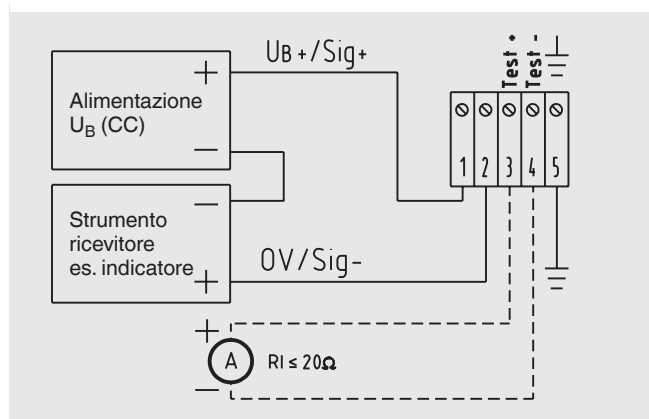 UB+/Sig+
Test +
Test -
+
Alimentazione
UB (CC)
−
1 2 3 4 5
−
Strumento
ricevitore
es. indicatore
+
0V/Sig-
+
A
RI ≤ 20Ω
−